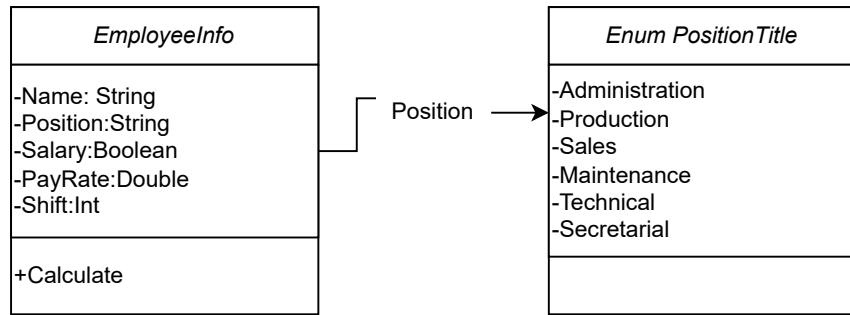 EmployeeInfo
-Name: String
-Position:String
-Salary:Boolean
-PayRate:Double
-Shift:Int
+Calculate
Position
Enum PositionTitle
-Administration
-Production
-Sales
-Maintenance
-Technical
-Secretarial